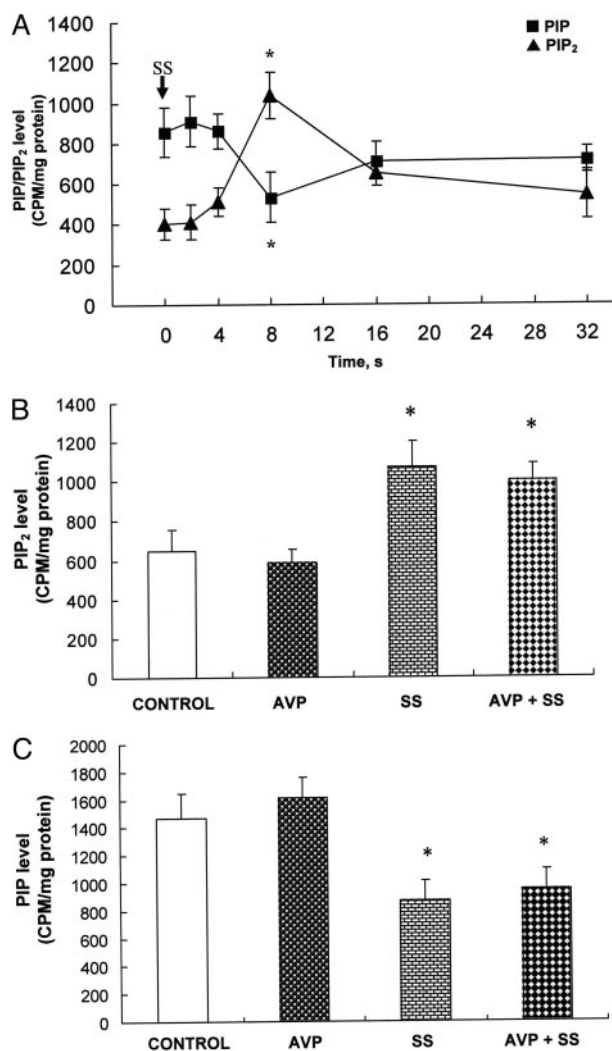 A
PIP
PIP₂
SS
*
*
PIP/PIP₂ level
(CPM/mg protein)
1400
1200
1000
800
600
400
200
0
0 4 8 12 16 20 24 28 32
Time, s
B
PIP₂ level
(CPM/mg protein)
1400
1200
1000
800
600
400
200
0
* *
CONTROL AVP SS AVP + SS
C
PIP level
(CPM/mg protein)
2000
1800
1600
1400
1200
1000
800
600
400
200
0
* *
CONTROL AVP SS AVP + SS